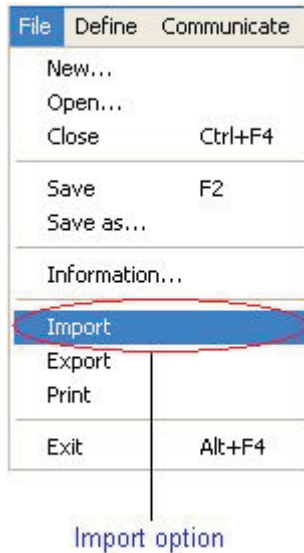 File Define Communicate
New...
Open...
Close Ctrl+F4
Save F2
Save as...
Information...
Import
Export
Print
Exit Alt+F4
Import option